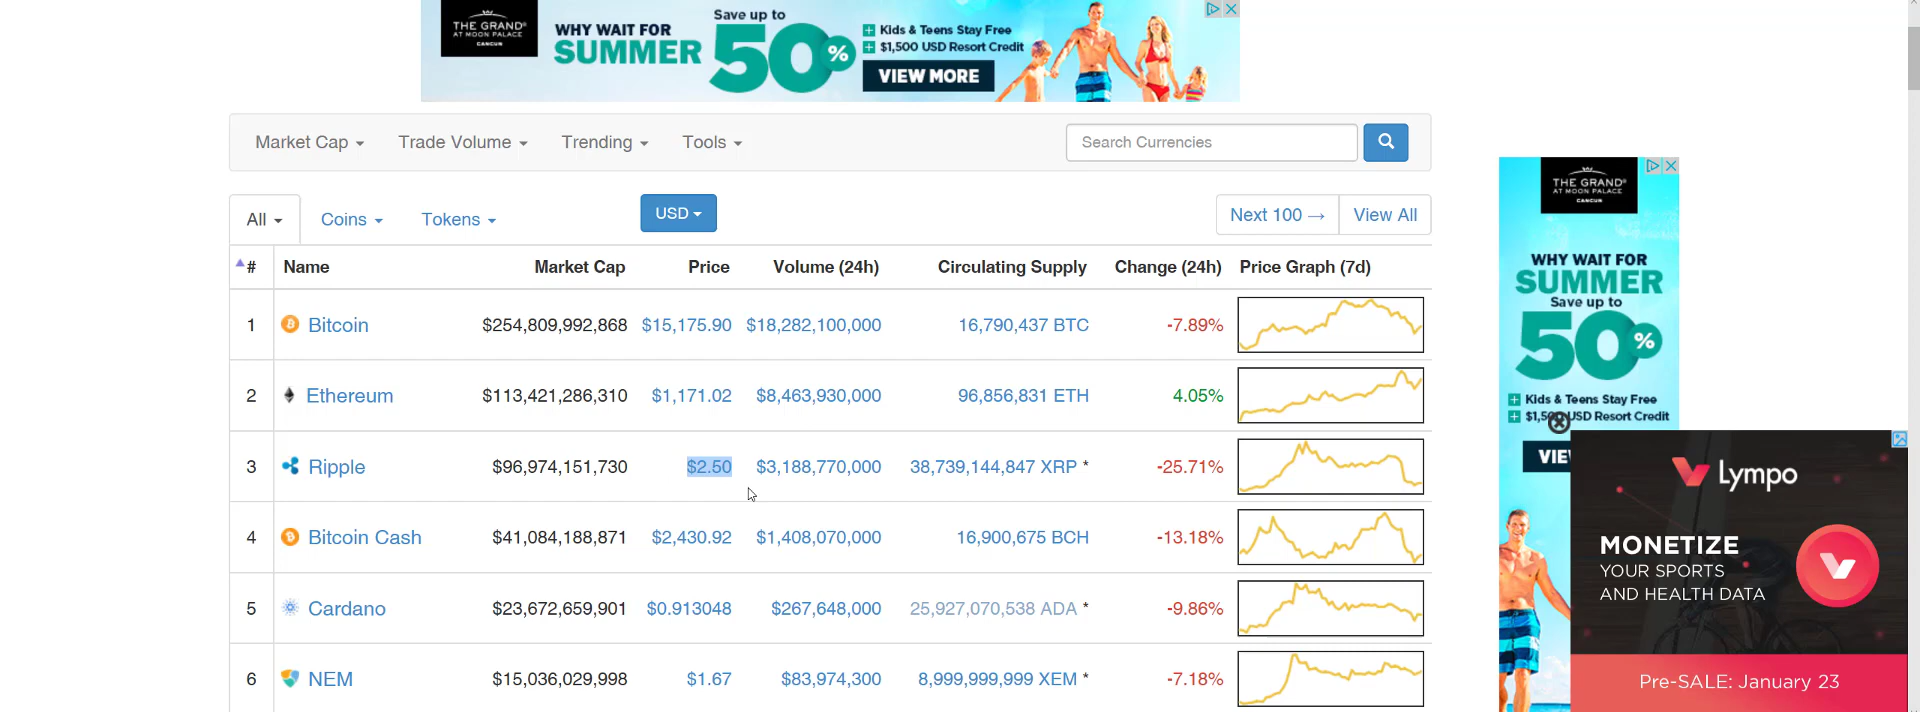 THE GRAND®
AT MOON PALACE
CANCUN
WHY WAIT FOR
SUMMER
Save up to
50%
Kids & Teens Stay Free
$1,500 USD Resort Credit
VIEW MORE
Market Cap
Trade Volume
Trending
Tools
Search Currencies
All
Coins
Tokens
USD
Next 100 →
View All
# Name Market Cap Price Volume (24h) Circulating Supply Change (24h) Price Graph (7d)
1 Bitcoin $254,809,992,868 $15,175.90 $18,282,100,000 16,790,437 BTC -7.89%
2 Ethereum $113,421,286,310 $1,171.02 $8,463,930,000 96,856,831 ETH 4.05%
3 Ripple $96,974,151,730 $2.50 $3,188,770,000 38,739,144,847 XRP * -25.71%
4 Bitcoin Cash $41,084,188,871 $2,430.92 $1,408,070,000 16,900,675 BCH -13.18%
5 Cardano $23,672,659,901 $0.913048 $267,648,000 25,927,070,538 ADA * -9.86%
6 NEM $15,036,029,998 $1.67 $83,974,300 8,999,999,999 XEM * -7.18%
THE GRAND®
AT MOON PALACE
CANCUN
WHY WAIT FOR
SUMMER
Save up to
50%
Kids & Teens Stay Free
USD Resort Credit
VIE
Lympo
MONETIZE
YOUR SPORTS
AND HEALTH DATA
Pre-SALE: January 23